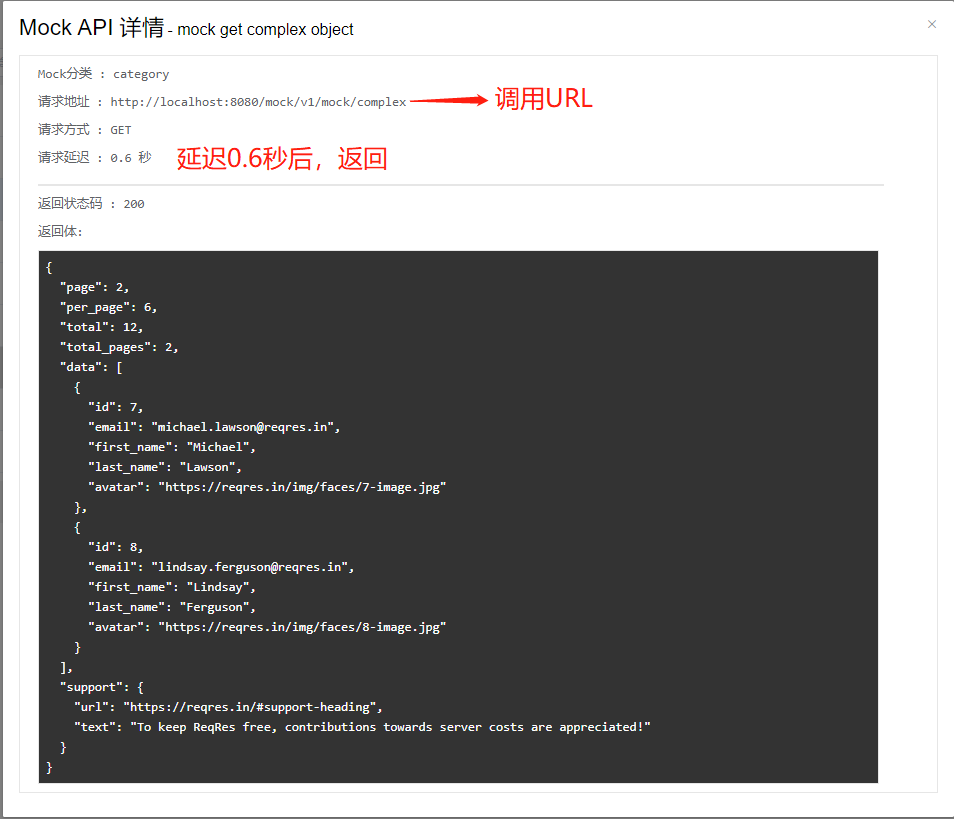 Mock API 详情 - mock get complex object
×
Mock分类 : category
请求地址 : http://localhost:8080/mock/v1/mock/complex 调用URL
请求方式 : GET
请求延迟 : 0.6 秒 延迟0.6秒后，返回
返回状态码 : 200
返回体:
{
  "page": 2,
  "per_page": 6,
  "total": 12,
  "total_pages": 2,
  "data": [
    {
      "id": 7,
      "email": "michael.lawson@reqres.in",
      "first_name": "Michael",
      "last_name": "Lawson",
      "avatar": "https://reqres.in/img/faces/7-image.jpg"
    },
    {
      "id": 8,
      "email": "lindsay.ferguson@reqres.in",
      "first_name": "Lindsay",
      "last_name": "Ferguson",
      "avatar": "https://reqres.in/img/faces/8-image.jpg"
    }
  ],
  "support": {
    "url": "https://reqres.in/#support-heading",
    "text": "To keep ReqRes free, contributions towards server costs are appreciated!"
  }
}